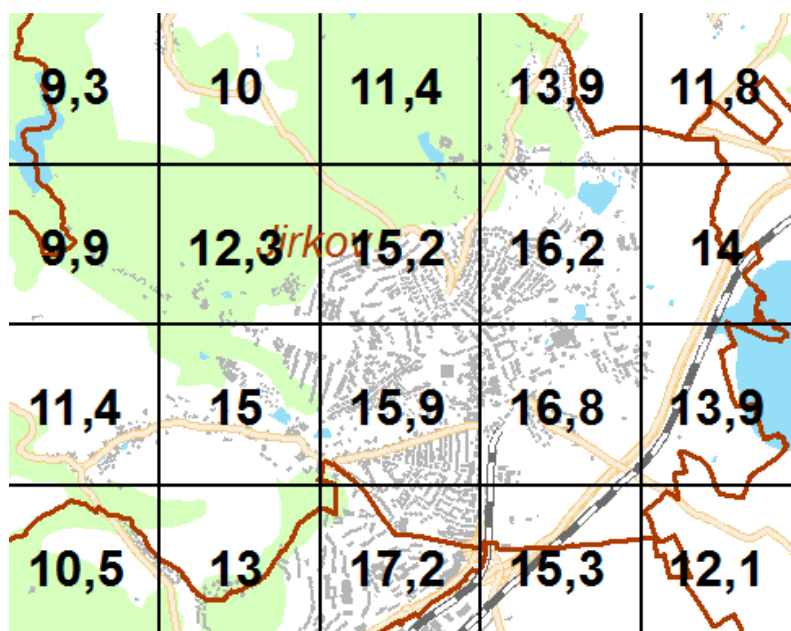 9,3 10 11,4 13,9 11,8
Jirkov
9,9 12,3 15,2 16,2 14
11,4 15 15,9 16,8 13,9
10,5 13 17,2 15,3 12,1